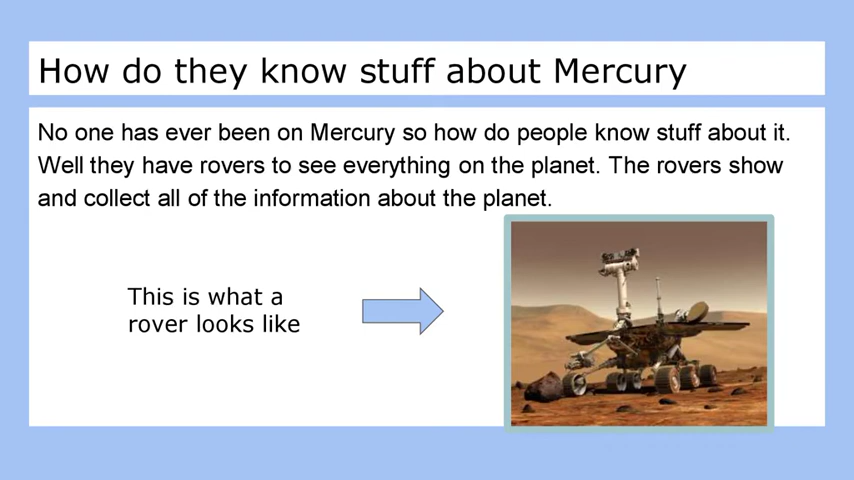 How do they know stuff about Mercury
No one has ever been on Mercury so how do people know stuff about it.
Well they have rovers to see everything on the planet. The rovers show
and collect all of the information about the planet.
This is what a
rover looks like